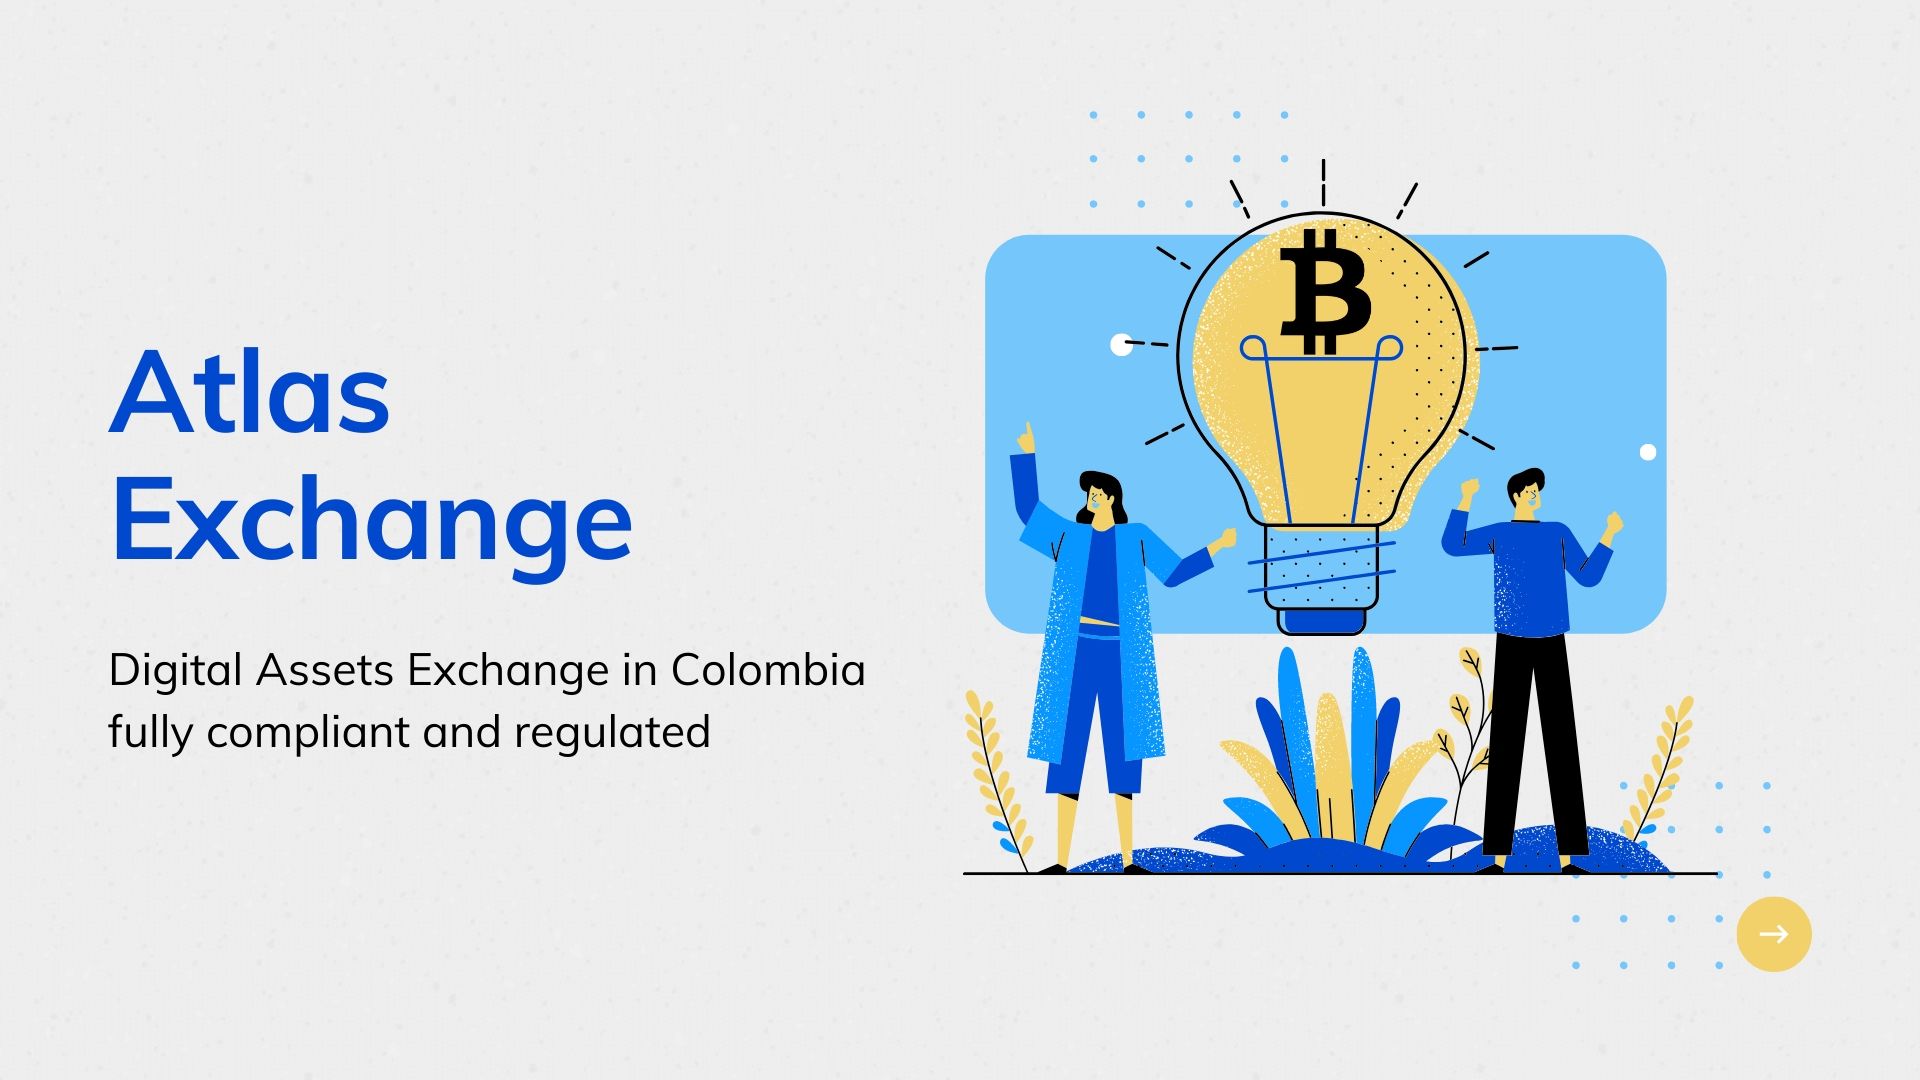 Atlas
Exchange
Digital Assets Exchange in Colombia
fully compliant and regulated